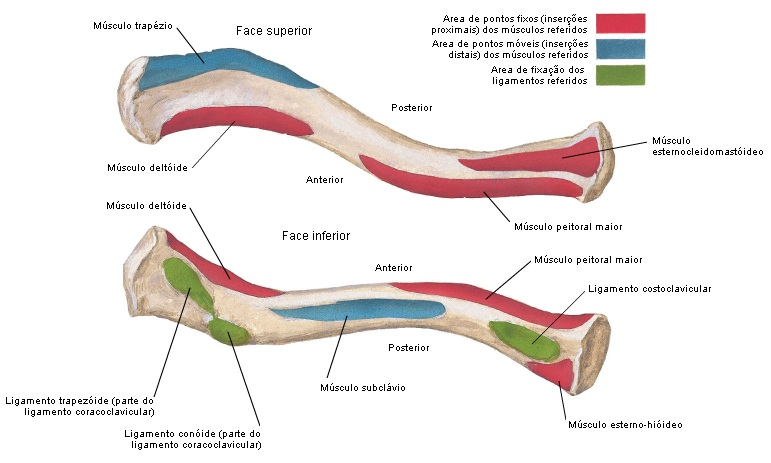 Músculo trapézio
Face superior
Area de pontos fixos (inserções
proximais) dos músculos referidos
Area de pontos móveis (inserções
distais) dos músculos referidos
Area de fixação dos
ligamentos referidos
Posterior
Músculo
esternocleidomastóideo
Músculo deltóide
Anterior
Músculo deltóide
Músculo peitoral maior
Face inferior
Anterior
Músculo peitoral maior
Ligamento costoclavicular
Posterior
Músculo subclávio
Ligamento trapezóide (parte do
ligamento coracoclavicular)
Músculo esterno-hióideo
Ligamento conóide (parte do
ligamento coracoclavicular)